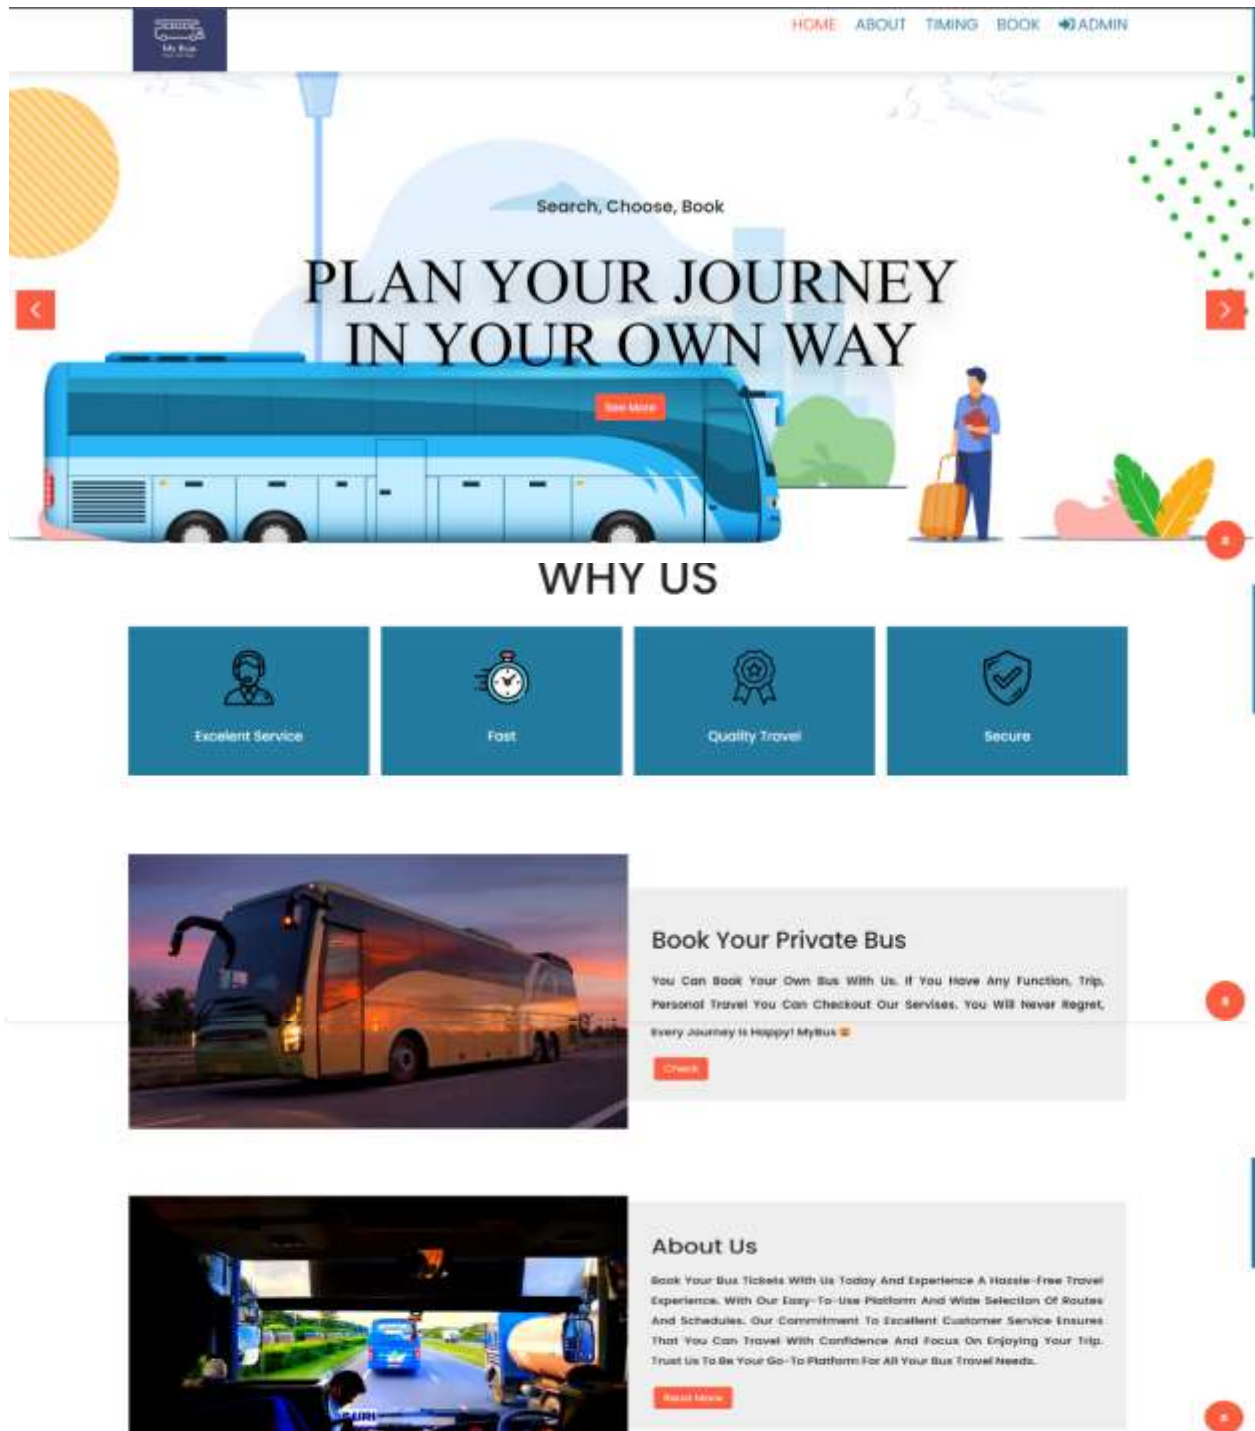 My Bus
HOME ABOUT TIMING BOOK ADMIN
Search, Choose, Book
PLAN YOUR JOURNEY
IN YOUR OWN WAY
See More
WHY US
Excelent Service
Fast
Quality Travel
Secure
Book Your Private Bus
You Can Book Your Own Bus With Us. If You Have Any Function, Trip,
Personal Travel You Can Checkout Our Servises. You Will Never Regret,
Every Journey Is Happy! MyBus
Check
About Us
Book Your Bus Tickets With Us Today And Experience A Hassle-Free Travel
Experience. With Our Easy-To-Use Platform And Wide Selection Of Routes
And Schedules. Our Commitment To Excellent Customer Service Ensures
That You Can Travel With Confidence And Focus On Enjoying Your Trip.
Trust Us To Be Your Go-To Platform For All Your Bus Travel Needs.
Read More